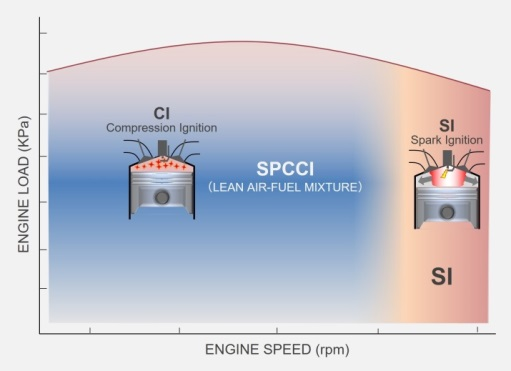 CI
Compression Ignition
SI
Spark Ignition
SPCCI
(LEAN AIR-FUEL MIXTURE)
SI
ENGINE LOAD (KPa)
ENGINE SPEED (rpm)